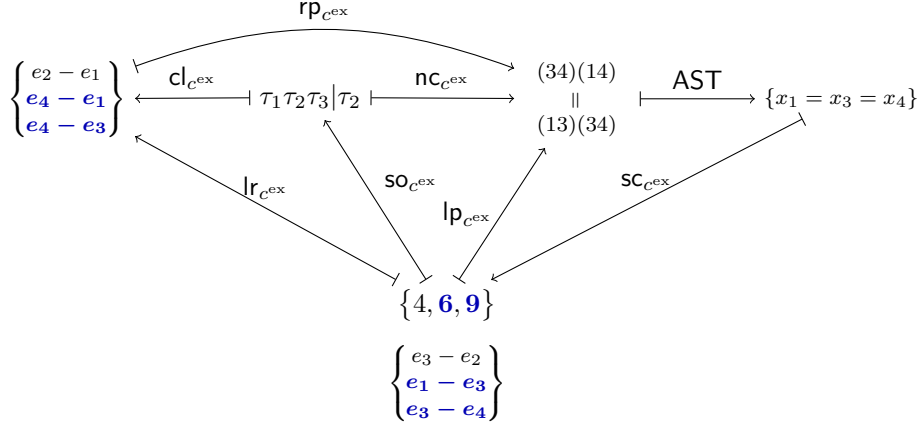 rp_{c^{ex}}
e_2 − e_1
e_4 − e_1
e_4 − e_3
cl_{c^{ex}}
τ_1τ_2τ_3|τ_2
nc_{c^{ex}}
(34)(14)
=
(13)(34)
AST
{x_1 = x_3 = x_4}
lr_{c^{ex}}
so_{c^{ex}}
lp_{c^{ex}}
sc_{c^{ex}}
{4, 6, 9}
e_3 − e_2
e_1 − e_3
e_3 − e_4